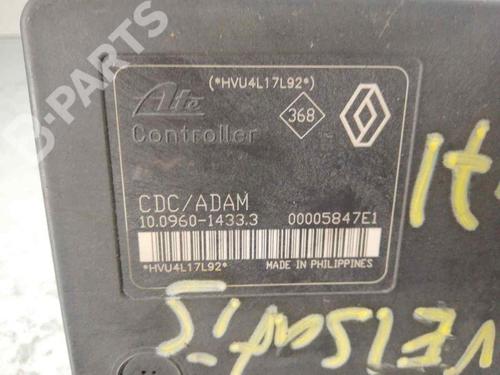 B-PARTS
(*HVU4L17L92*)
Ate
Controller
368
CDC/ADAM
10.0960-1433.3 00005847E1
*HVU4L17L92* MADE IN PHILIPPINES